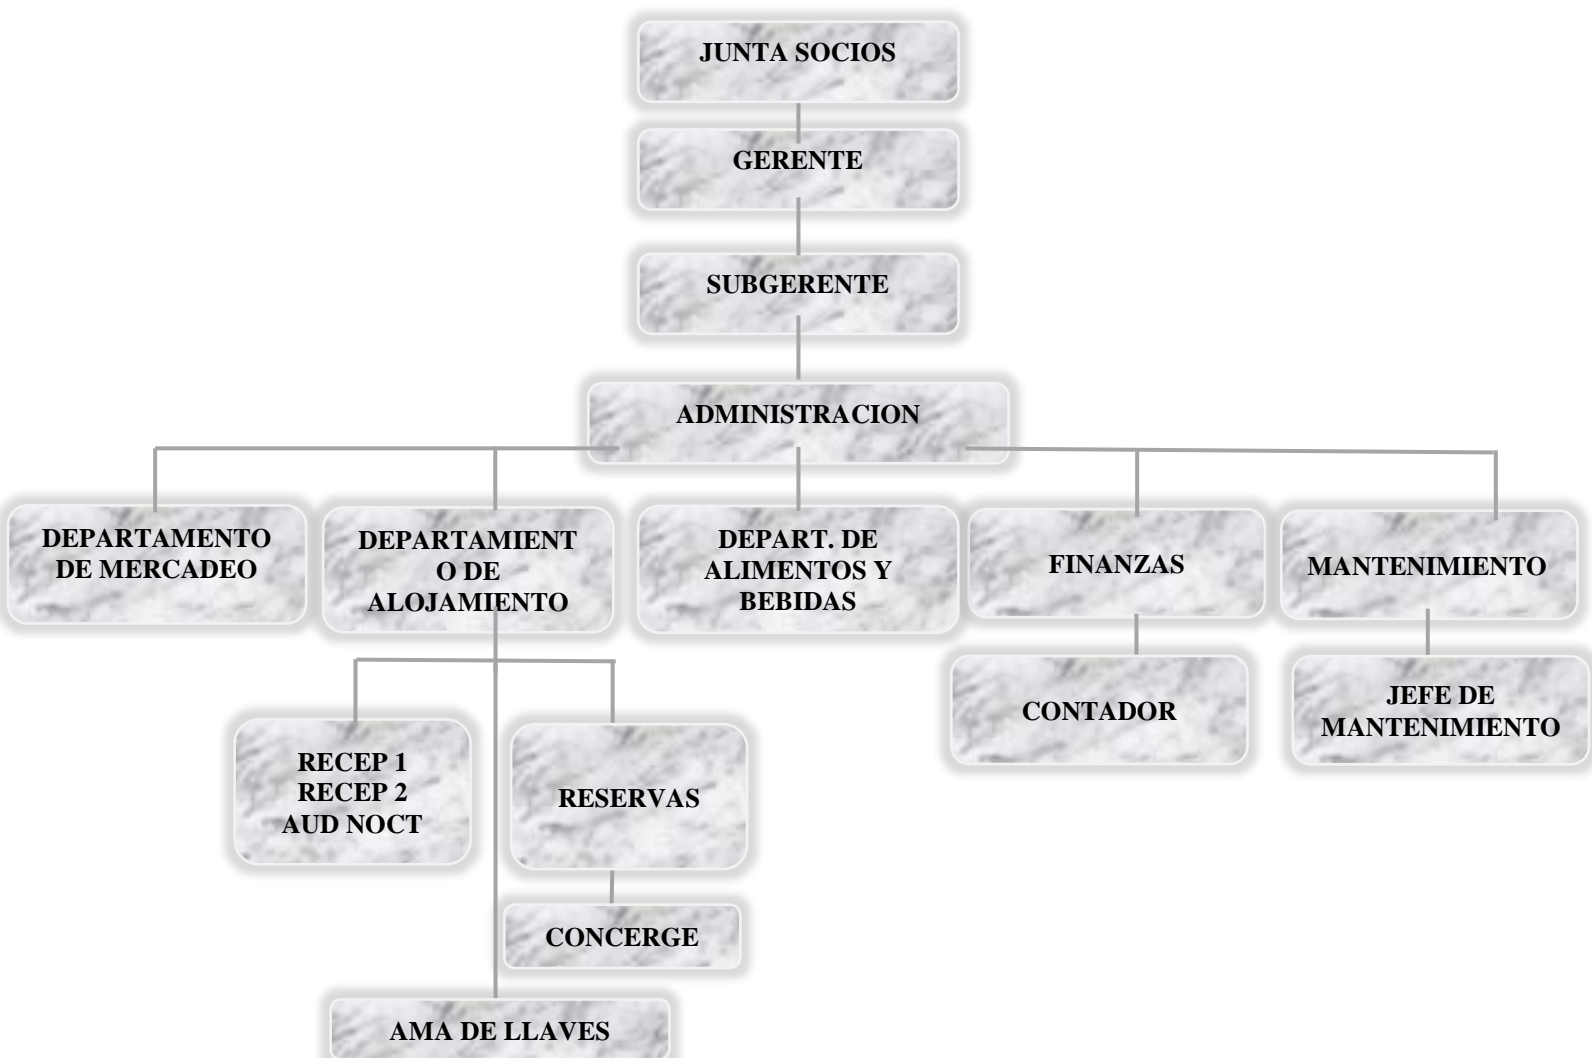 JUNTA SOCIOS
GERENTE
SUBGERENTE
ADMINISTRACION
DEPARTAMENTO
DE MERCADEO
DEPARTAMIENT
O DE
ALOJAMIENTO
DEPART. DE
ALIMENTOS Y
BEBIDAS
FINANZAS
MANTENIMIENTO
RECEP 1
RECEP 2
AUD NOCT
RESERVAS
CONTADOR
JEFE DE
MANTENIMIENTO
CONCERGE
AMA DE LLAVES